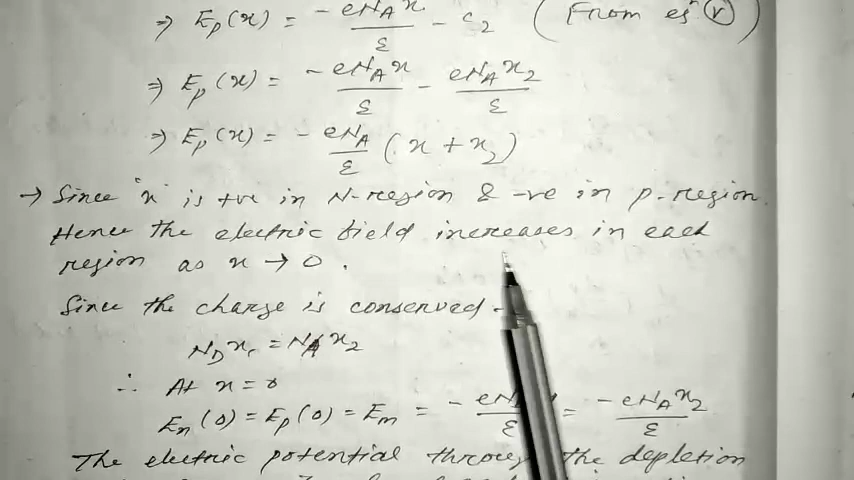 ⇒ Ep(x) = -eNAx/ε - c2 (From eqⁿ (v))
⇒ Ep(x) = -eNAx/ε - eNAx2/ε
⇒ Ep(x) = -eNA/ε (x + x2)
→ Since "x" is +ve in N-region & -ve in p-region.
Hence the electric field increases in each
region as x → 0.
Since the charge is conserved.
NDx1 = NAx2
∴ At x = 0
En(0) = Ep(0) = Em = -eN /ε = -eNAx2/ε
The electric potential through the depletion